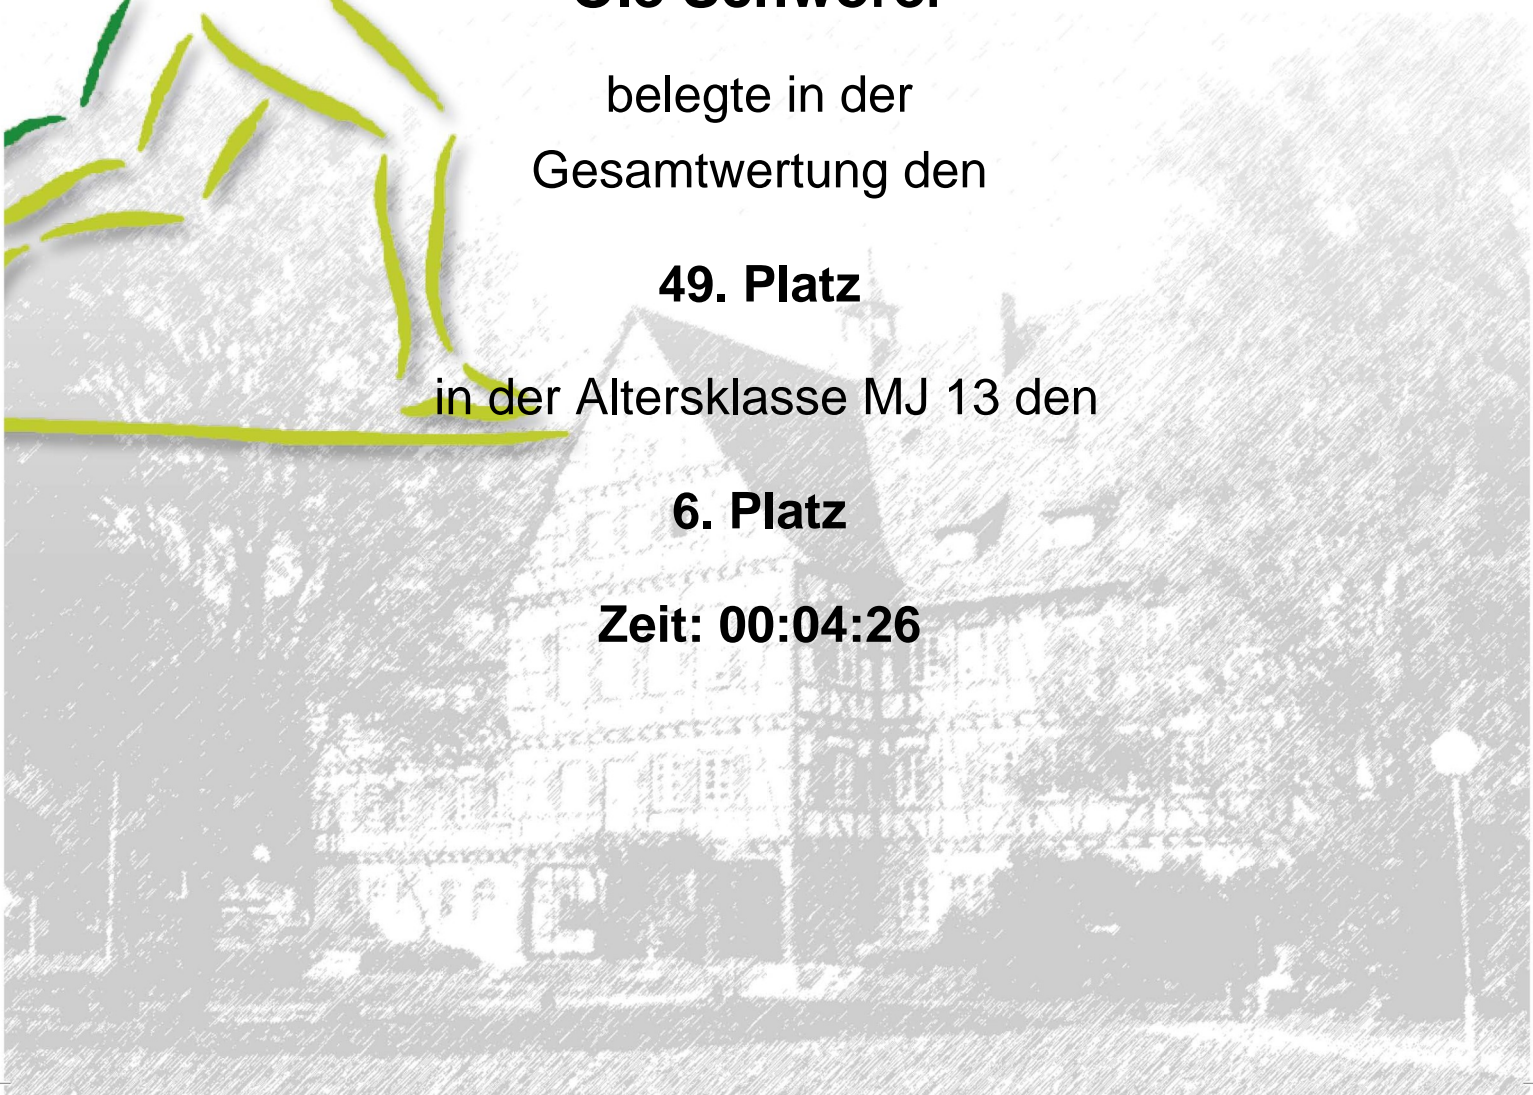 belegte in der
Gesamtwertung den
49. Platz
in der Altersklasse MJ 13 den
6. Platz
Zeit: 00:04:26